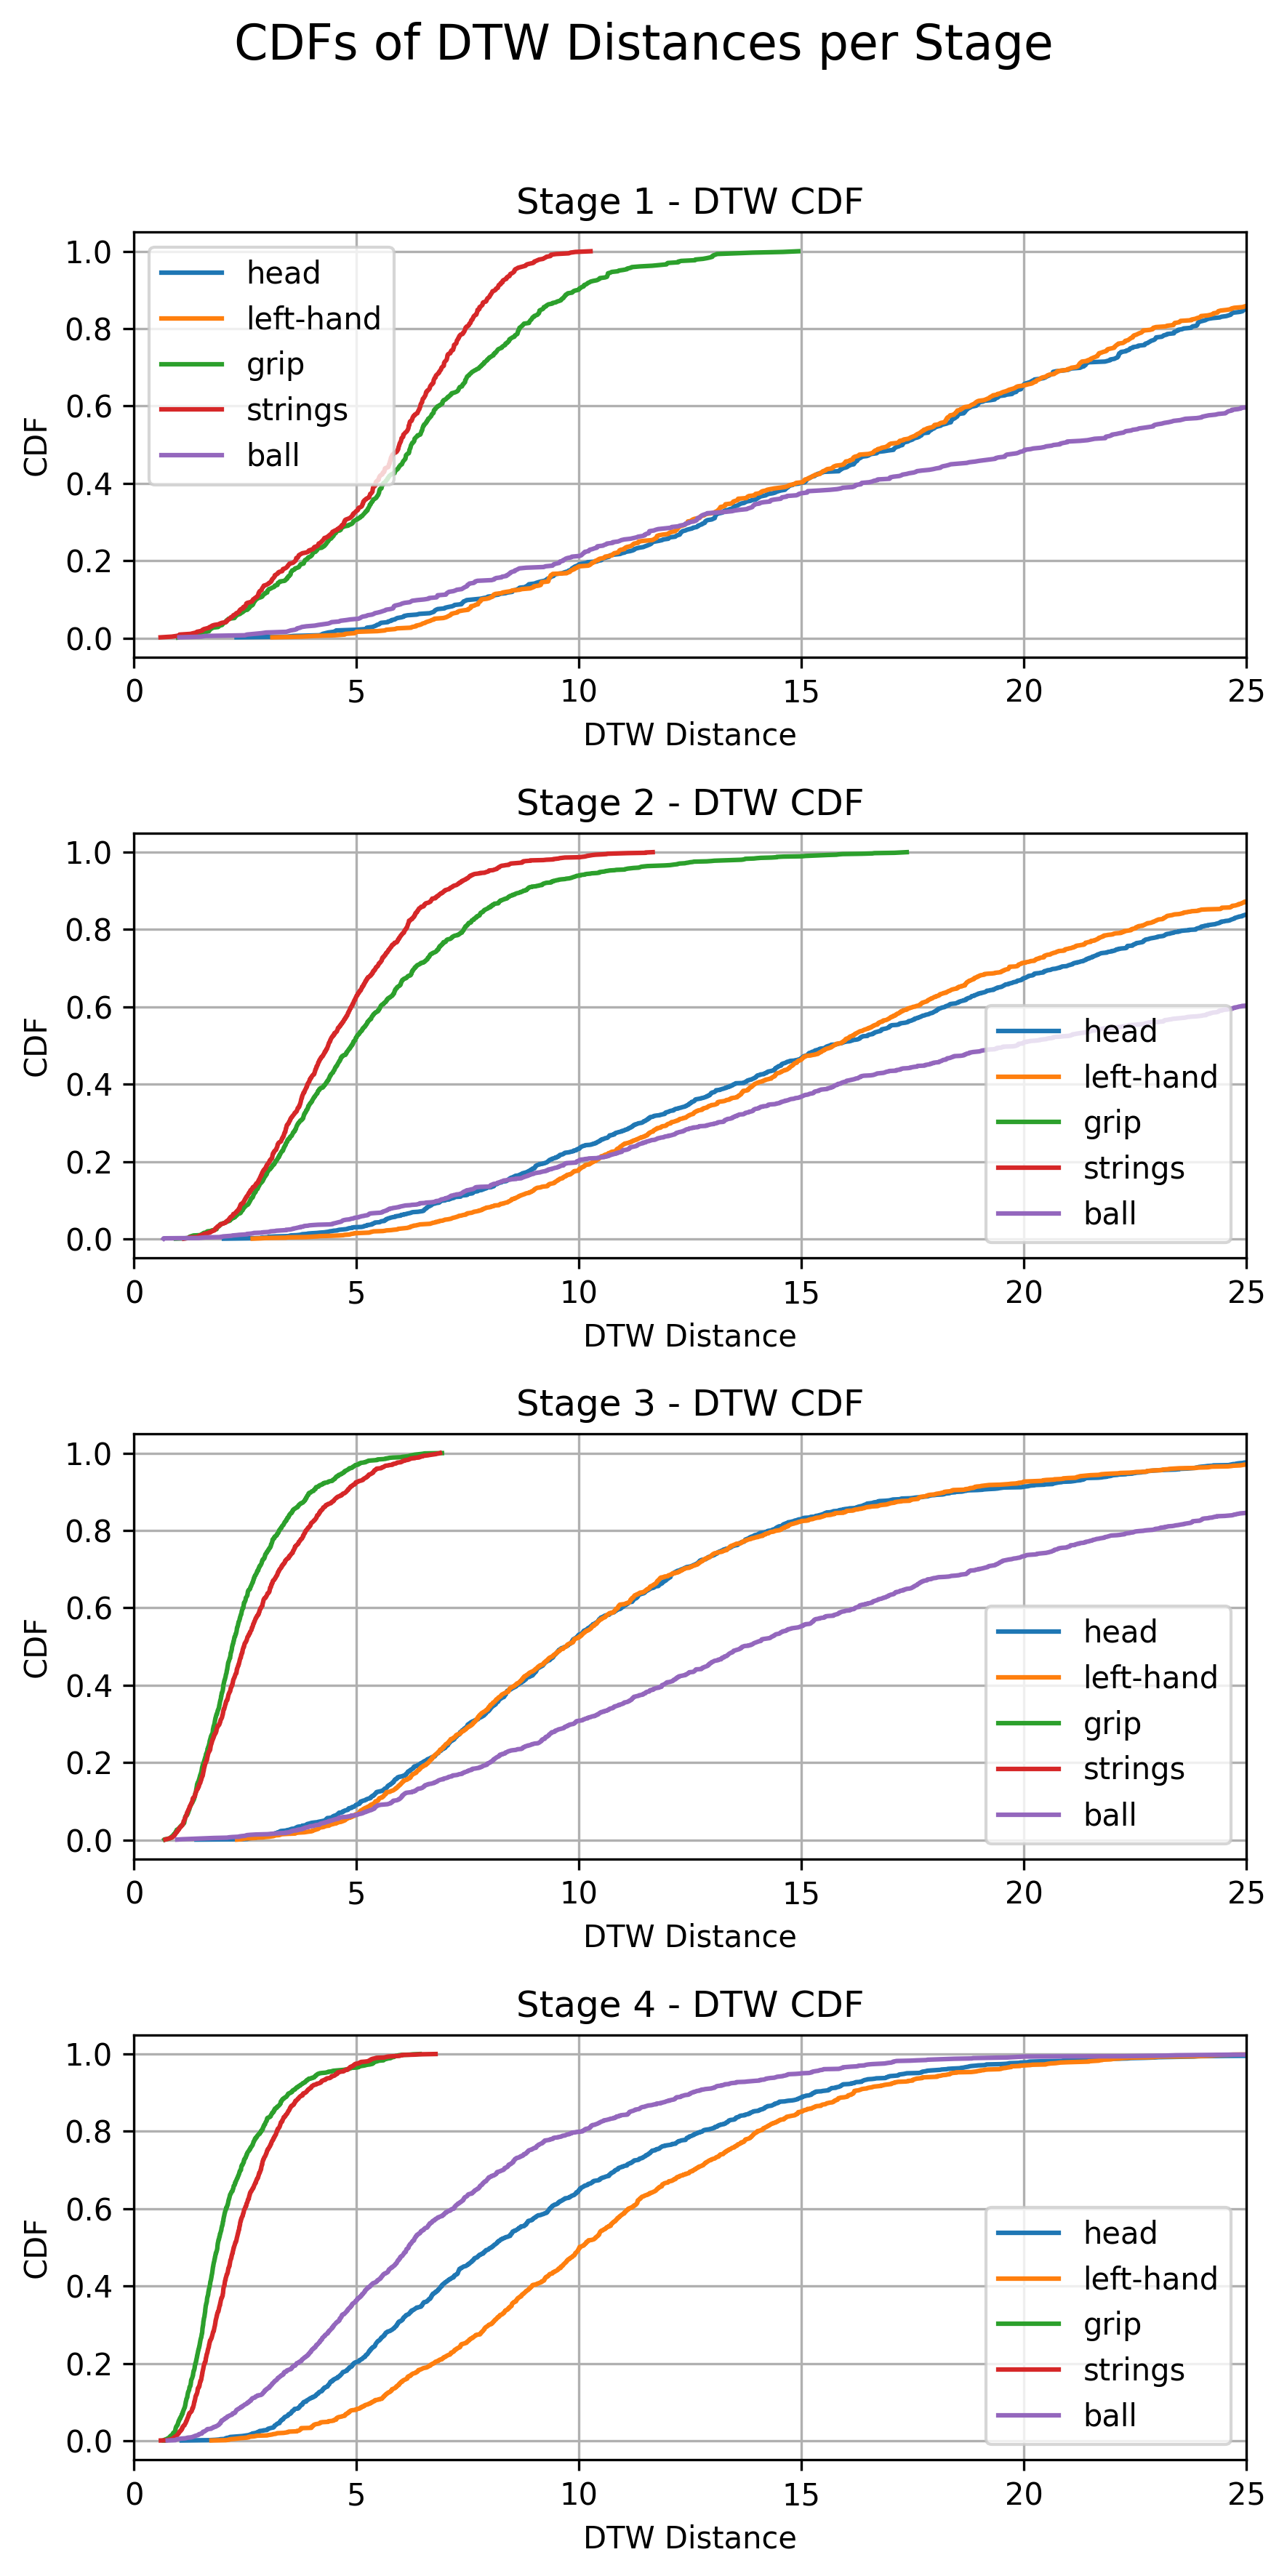 CDFs of DTW Distances per Stage
Stage 1 - DTW CDF
1.0
0.8
0.6
0.4
0.2
0.0
CDF
head
left-hand
grip
strings
ball
0 5 10 15 20 25
DTW Distance
Stage 2 - DTW CDF
1.0
0.8
0.6
0.4
0.2
0.0
CDF
head
left-hand
grip
strings
ball
0 5 10 15 20 25
DTW Distance
Stage 3 - DTW CDF
1.0
0.8
0.6
0.4
0.2
0.0
CDF
head
left-hand
grip
strings
ball
0 5 10 15 20 25
DTW Distance
Stage 4 - DTW CDF
1.0
0.8
0.6
0.4
0.2
0.0
CDF
head
left-hand
grip
strings
ball
0 5 10 15 20 25
DTW Distance